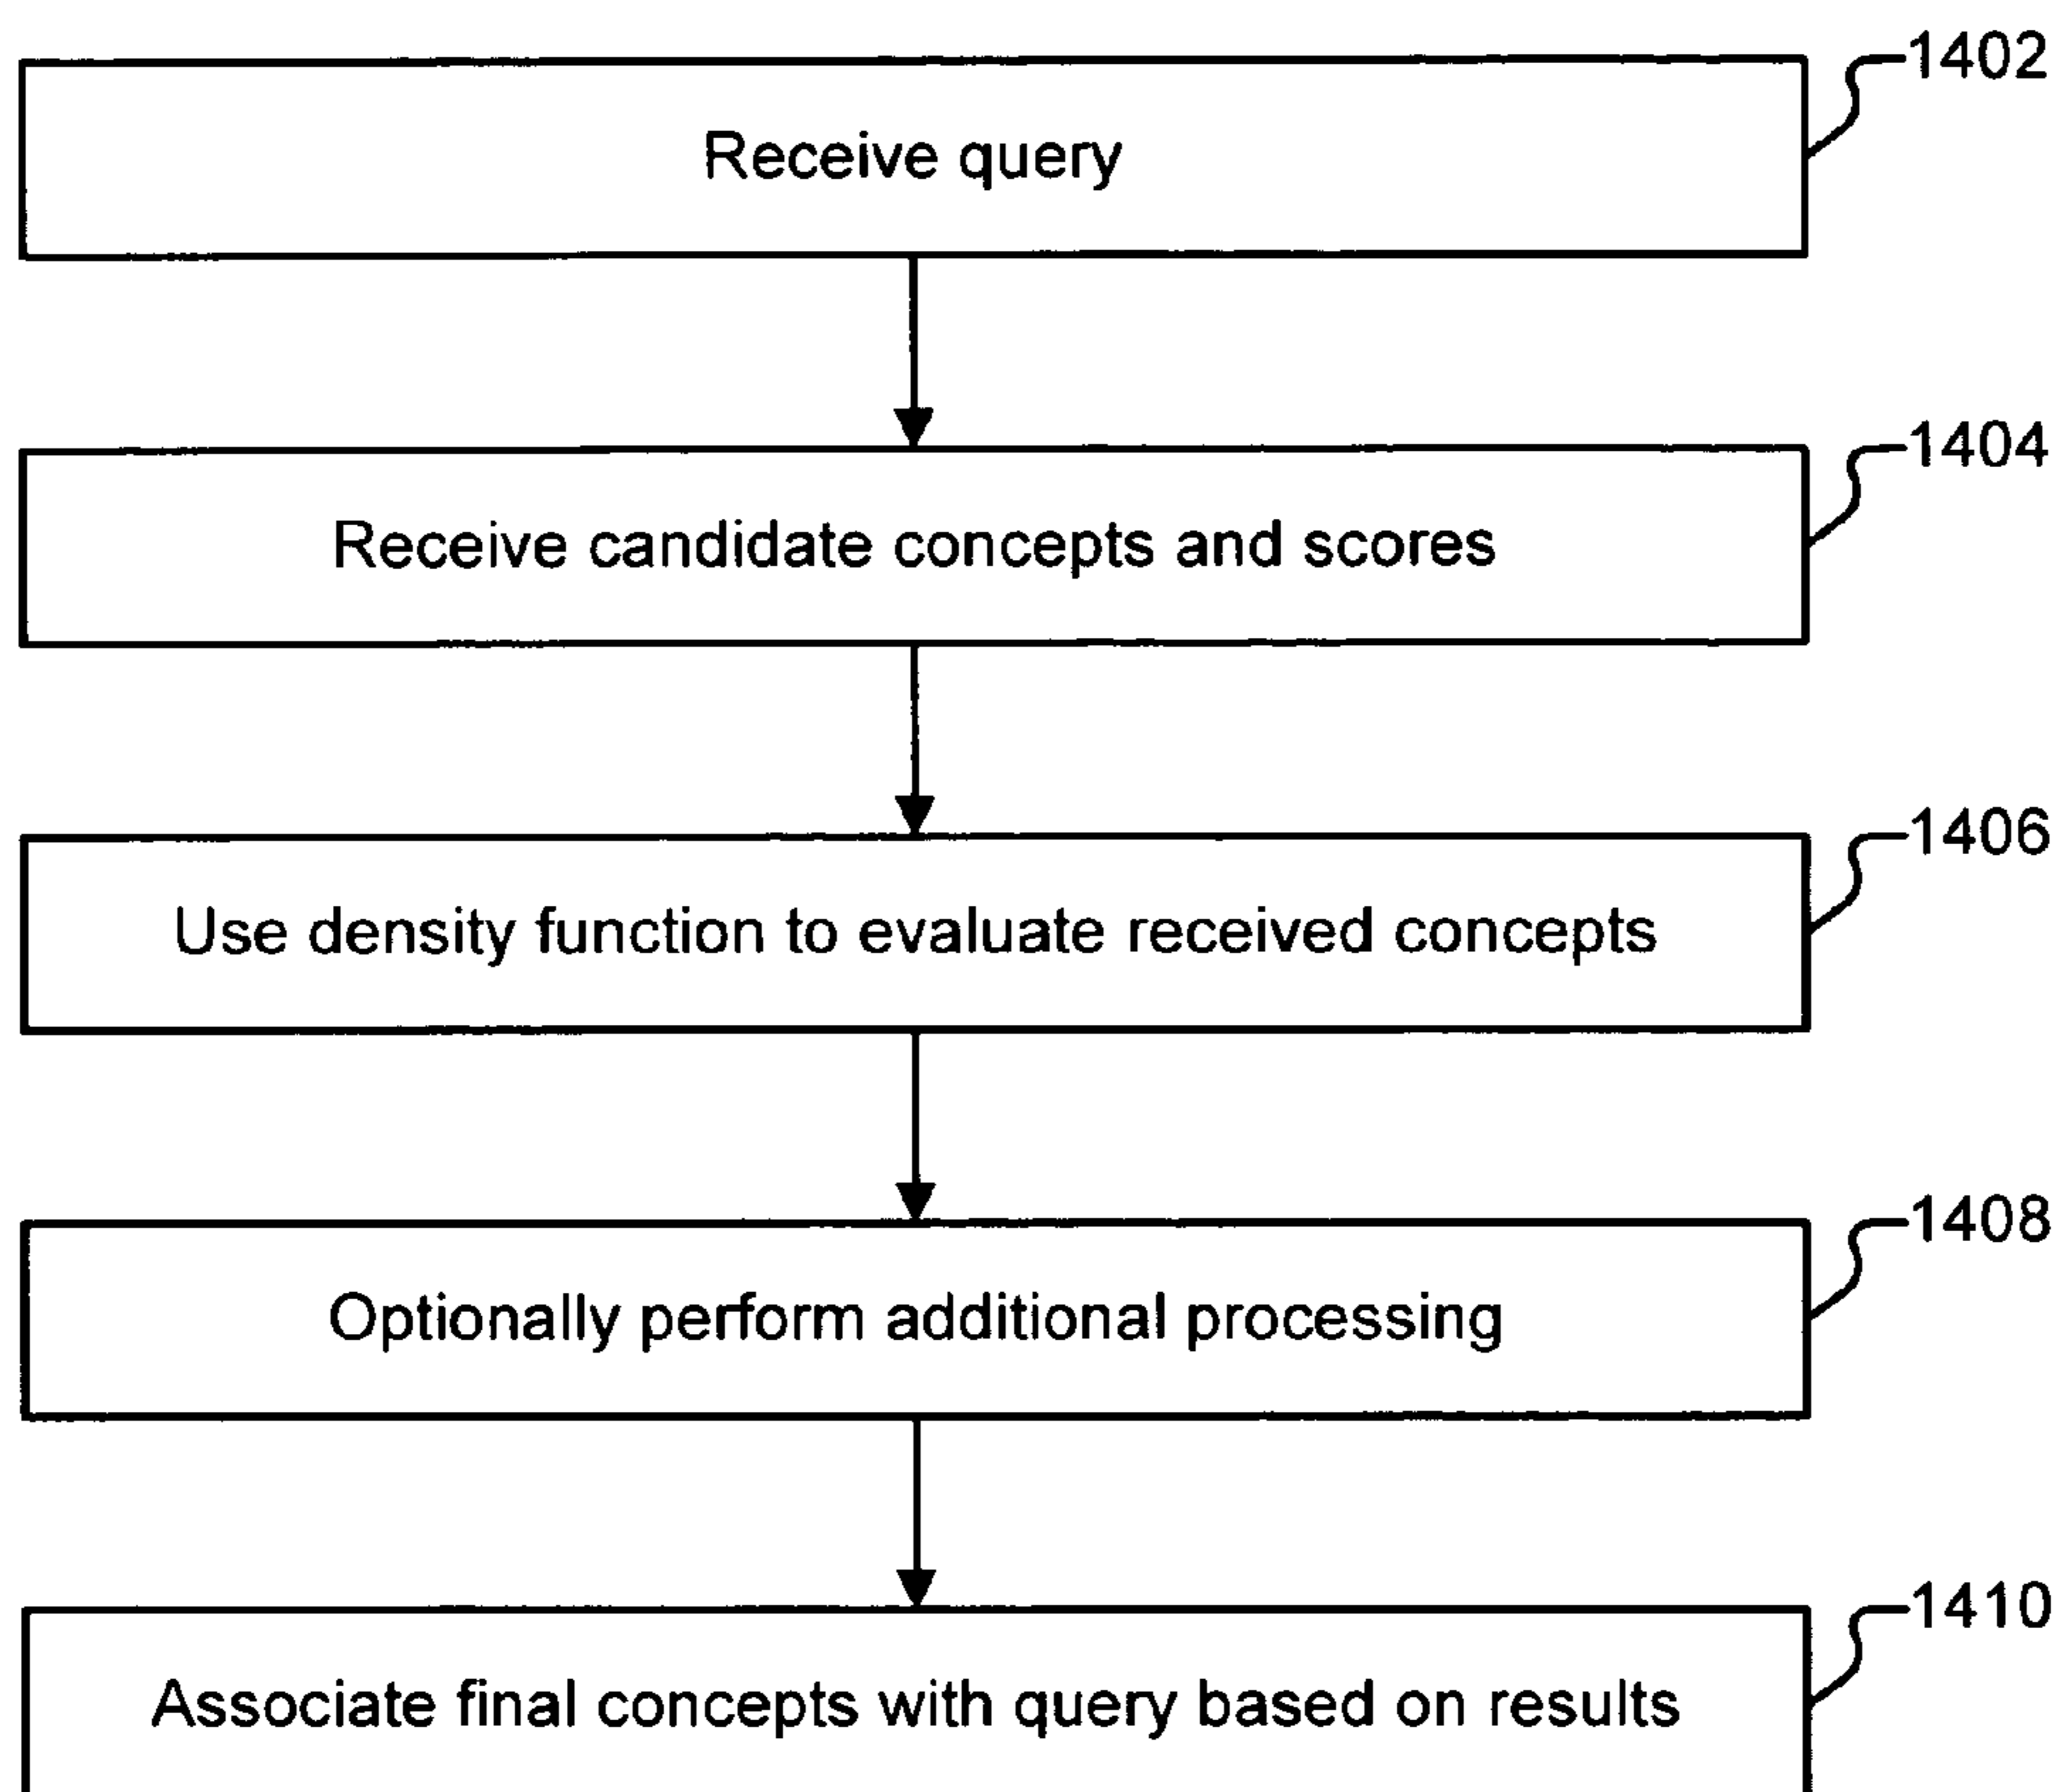 1402
Receive query
1404
Receive candidate concepts and scores
1406
Use density function to evaluate received concepts
1408
Optionally perform additional processing
1410
Associate final concepts with query based on results